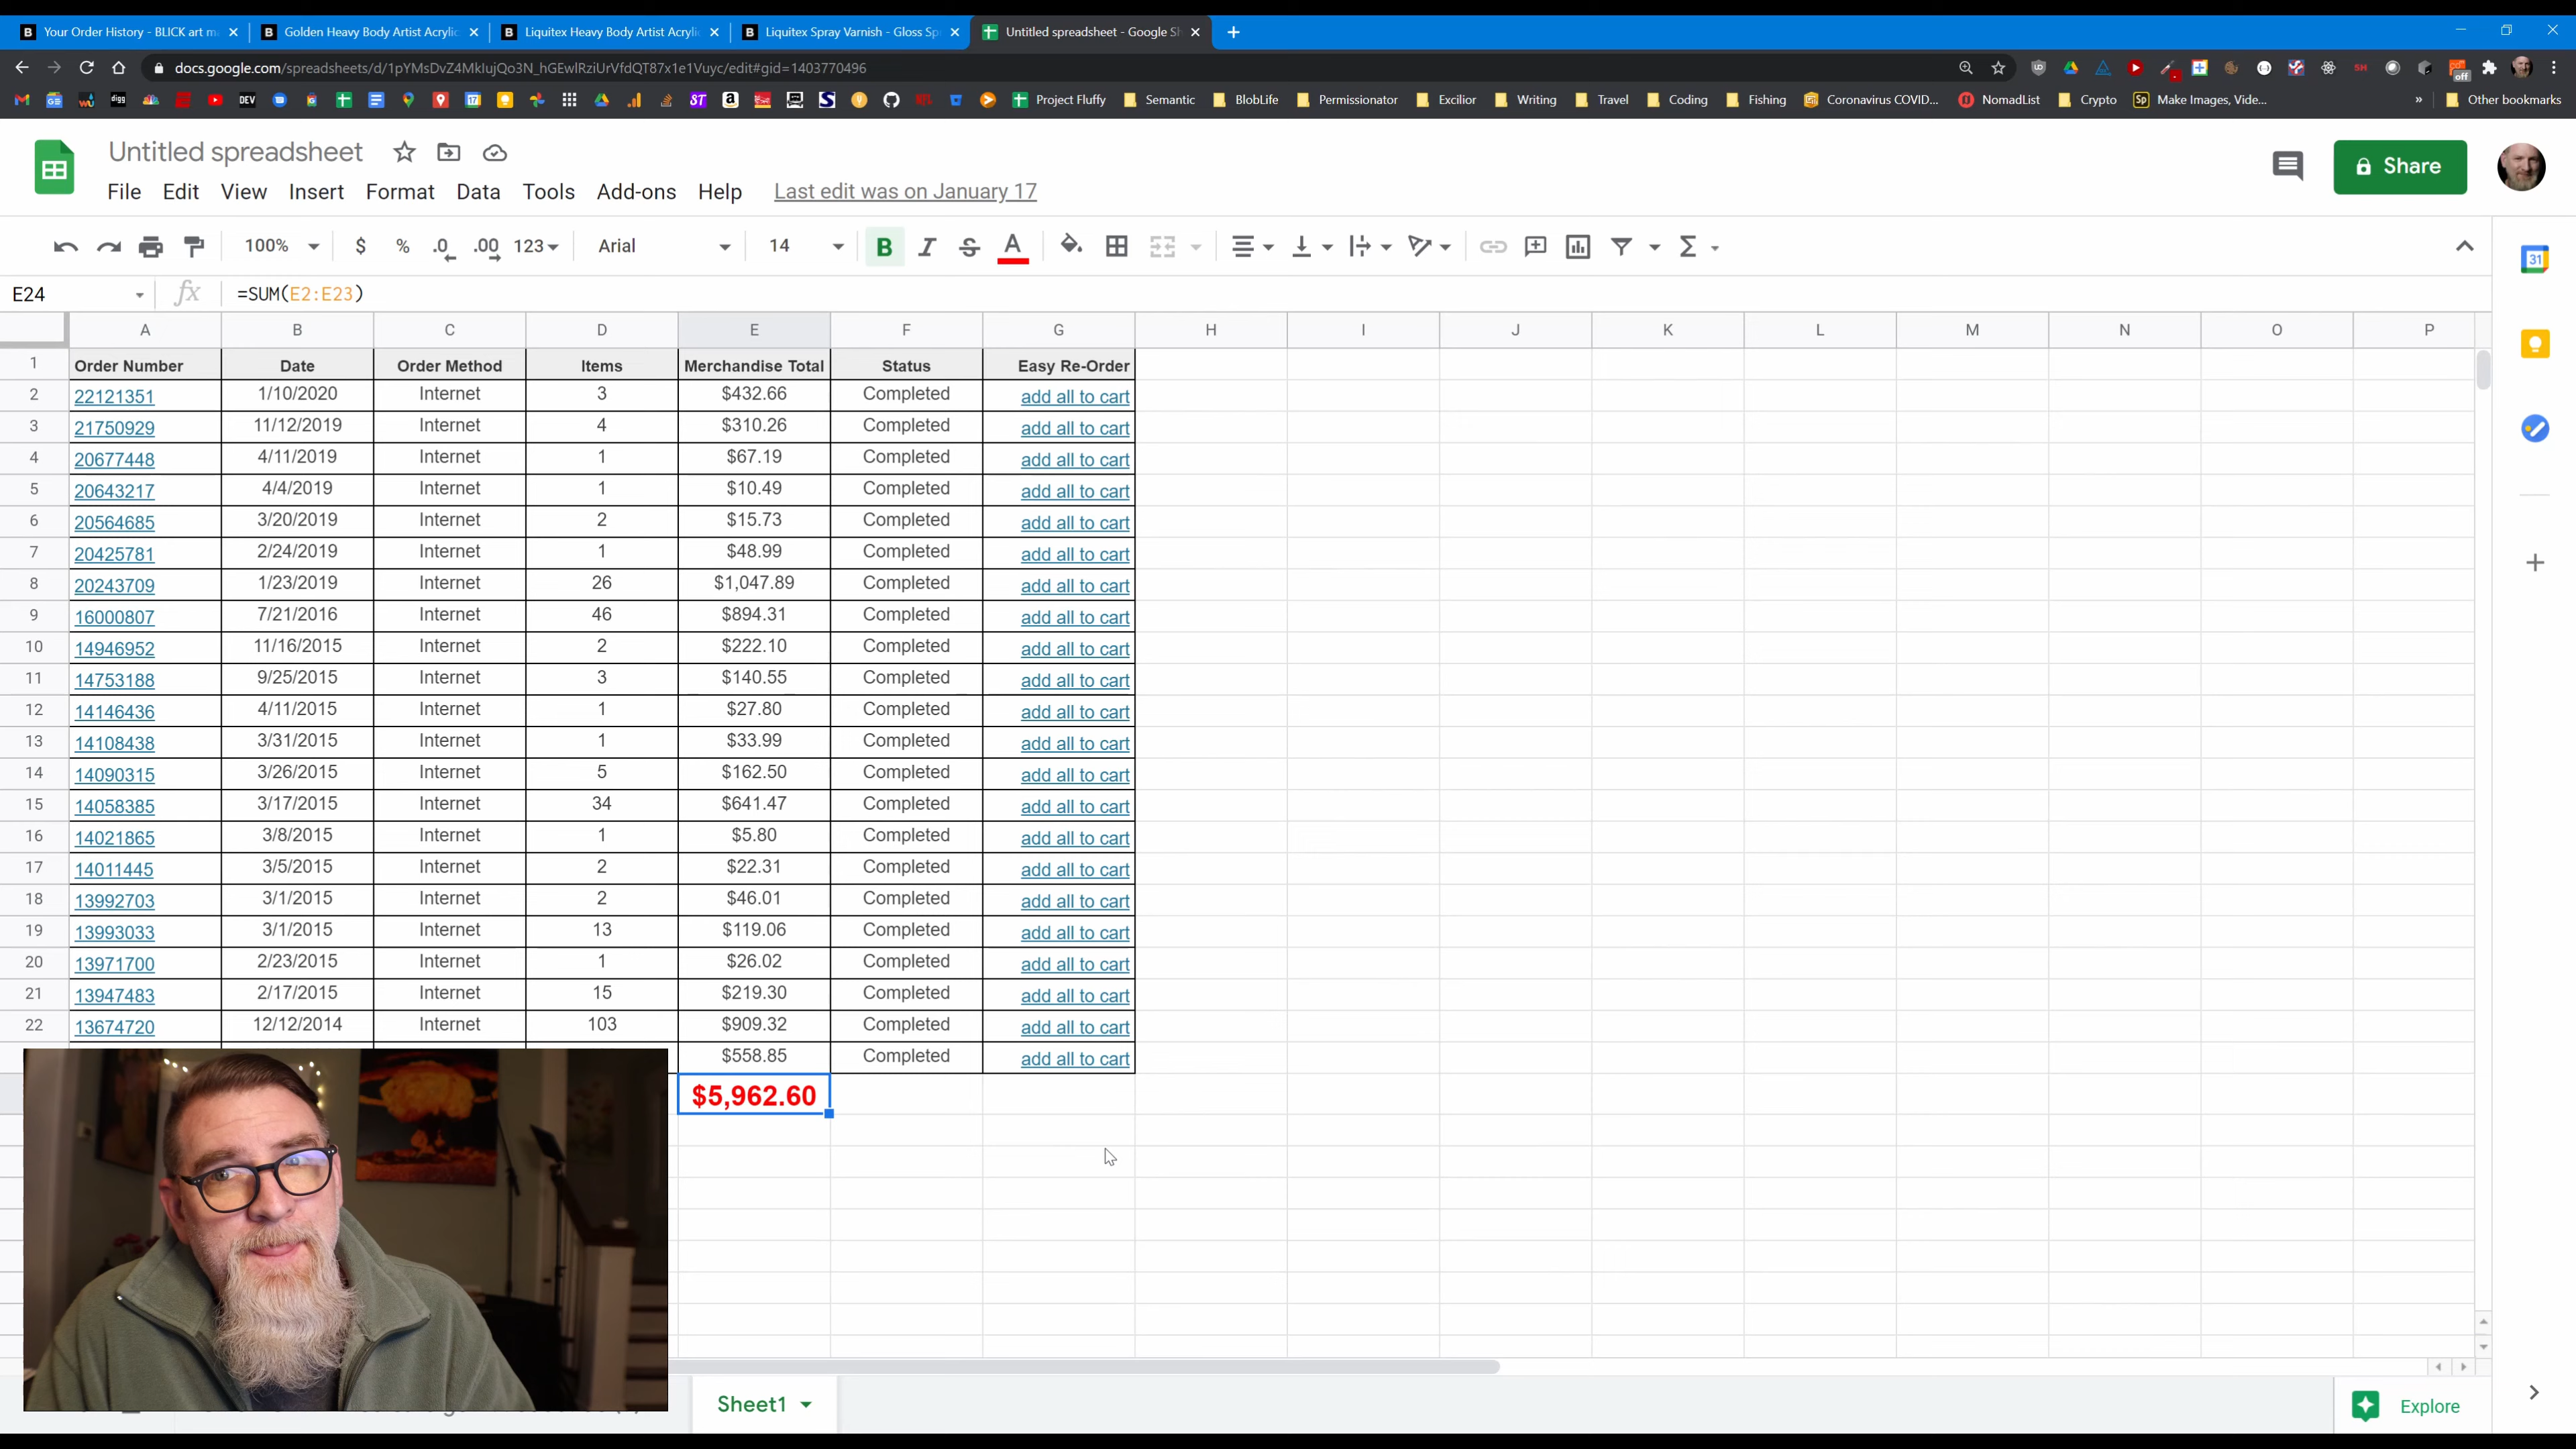 Your Order History - BLICK art m
Golden Heavy Body Artist Acrylic
Liquitex Heavy Body Artist Acryli
Liquitex Spray Varnish - Gloss Sp
Untitled spreadsheet - Google Sh
docs.google.com/spreadsheets/d/1pYMsDvZ4MkIujQo3N_hGEwlRziUrVfdQT87x1e1Vuyc/edit#gid=1403770496
Project Fluffy Semantic BlobLife Permissionator Excilior Writing Travel Coding Fishing Coronavirus COVID... NomadList Crypto Make Images, Vide... » Other bookmarks
Untitled spreadsheet
File Edit View Insert Format Data Tools Add-ons Help Last edit was on January 17
Share
100% $ % .0 .00 123 Arial 14 B I S A Σ
E24 fx =SUM(E2:E23)
A B C D E F G H I J K L M N O P
1 Order Number Date Order Method Items Merchandise Total Status Easy Re-Order
2 22121351 1/10/2020 Internet 3 $432.66 Completed add all to cart
3 21750929 11/12/2019 Internet 4 $310.26 Completed add all to cart
4 20677448 4/11/2019 Internet 1 $67.19 Completed add all to cart
5 20643217 4/4/2019 Internet 1 $10.49 Completed add all to cart
6 20564685 3/20/2019 Internet 2 $15.73 Completed add all to cart
7 20425781 2/24/2019 Internet 1 $48.99 Completed add all to cart
8 20243709 1/23/2019 Internet 26 $1,047.89 Completed add all to cart
9 16000807 7/21/2016 Internet 46 $894.31 Completed add all to cart
10 14946952 11/16/2015 Internet 2 $222.10 Completed add all to cart
11 14753188 9/25/2015 Internet 3 $140.55 Completed add all to cart
12 14146436 4/11/2015 Internet 1 $27.80 Completed add all to cart
13 14108438 3/31/2015 Internet 1 $33.99 Completed add all to cart
14 14090315 3/26/2015 Internet 5 $162.50 Completed add all to cart
15 14058385 3/17/2015 Internet 34 $641.47 Completed add all to cart
16 14021865 3/8/2015 Internet 1 $5.80 Completed add all to cart
17 14011445 3/5/2015 Internet 2 $22.31 Completed add all to cart
18 13992703 3/1/2015 Internet 2 $46.01 Completed add all to cart
19 13993033 3/1/2015 Internet 13 $119.06 Completed add all to cart
20 13971700 2/23/2015 Internet 1 $26.02 Completed add all to cart
21 13947483 2/17/2015 Internet 15 $219.30 Completed add all to cart
22 13674720 12/12/2014 Internet 103 $909.32 Completed add all to cart
$558.85 Completed add all to cart
$5,962.60
Sheet1
Explore